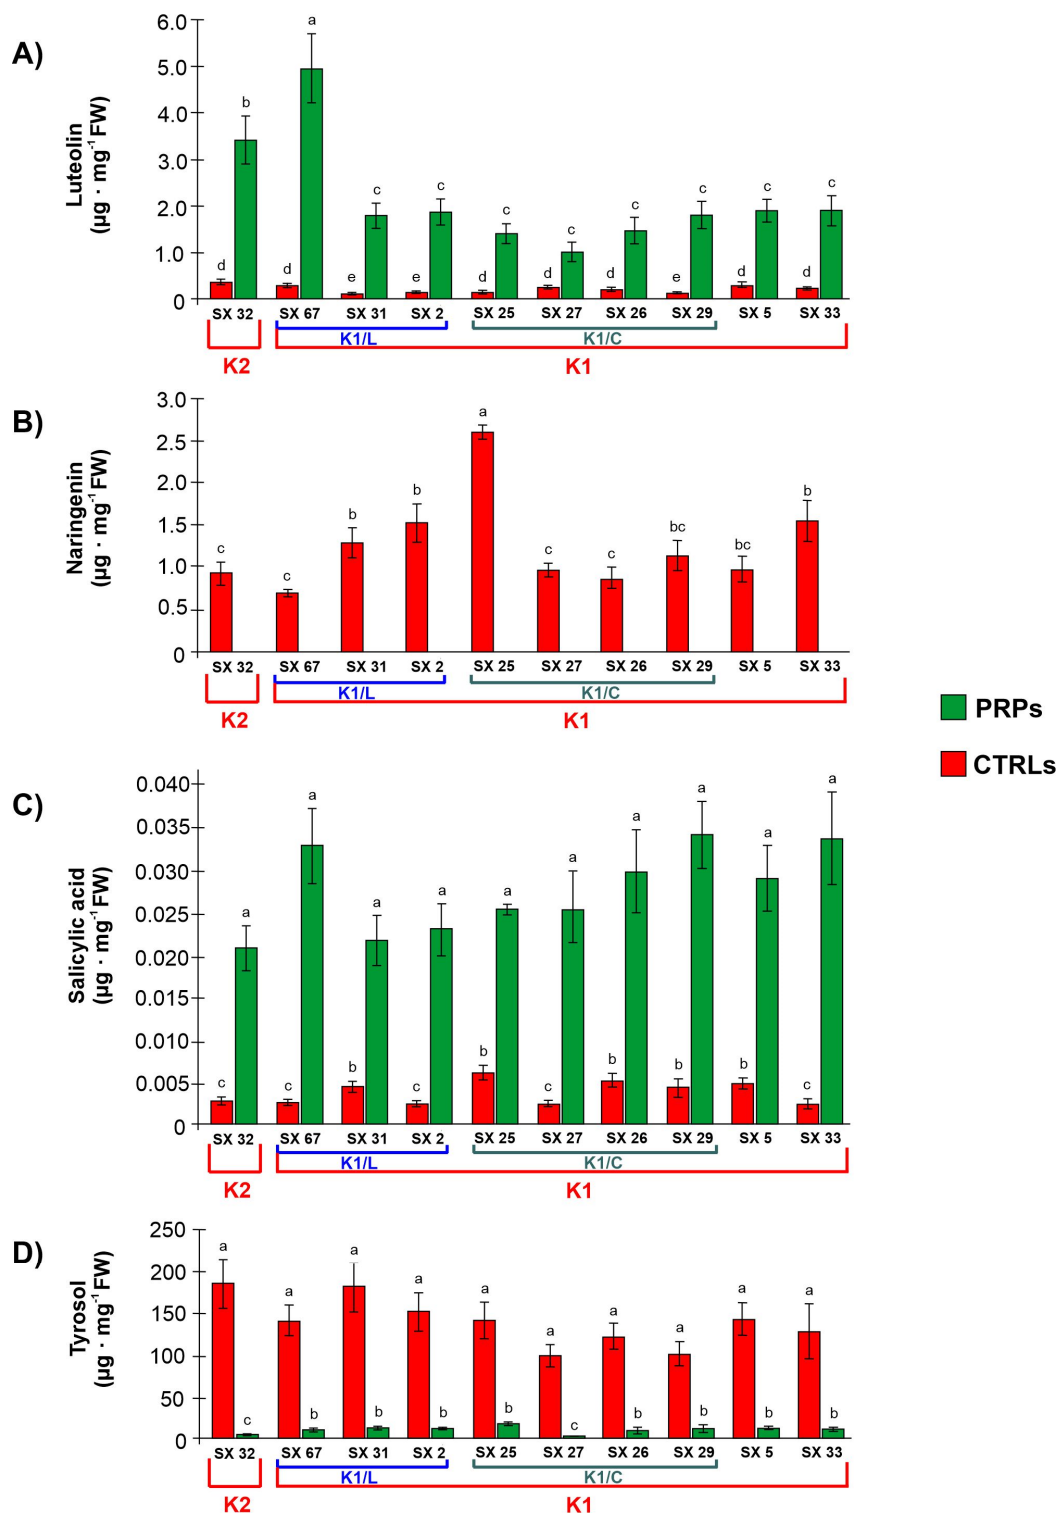 A)
Luteolin
(µg · mg⁻¹FW)
6.0
5.0
4.0
3.0
2.0
1.0
0
b
a
c
c
c
c
c
c
c
c
d
d
e
e
d
d
d
e
d
d
SX 32 SX 67 SX 31 SX 2 SX 25 SX 27 SX 26 SX 29 SX 5 SX 33
K1/L K1/C
K2 K1
B)
Naringenin
(µg · mg⁻¹FW)
3.0
2.5
2.0
1.5
1.0
0.5
0
c
c
b
b
a
c
c
bc
bc
b
SX 32 SX 67 SX 31 SX 2 SX 25 SX 27 SX 26 SX 29 SX 5 SX 33
K1/L K1/C
K2 K1
PRPs
CTRLs
C)
Salicylic acid
(µg · mg⁻¹FW)
0.040
0.035
0.030
0.025
0.020
0.015
0.010
0.005
0
a
a
a
a
a
a
a
a
a
a
c
c
b
c
b
c
b
b
b
c
SX 32 SX 67 SX 31 SX 2 SX 25 SX 27 SX 26 SX 29 SX 5 SX 33
K1/L K1/C
K2 K1
D)
Tyrosol
(µg · mg⁻¹FW)
250
200
150
100
50
0
a
a
a
a
a
a
a
a
a
a
c
b
b
b
b
c
b
b
b
b
SX 32 SX 67 SX 31 SX 2 SX 25 SX 27 SX 26 SX 29 SX 5 SX 33
K1/L K1/C
K2 K1